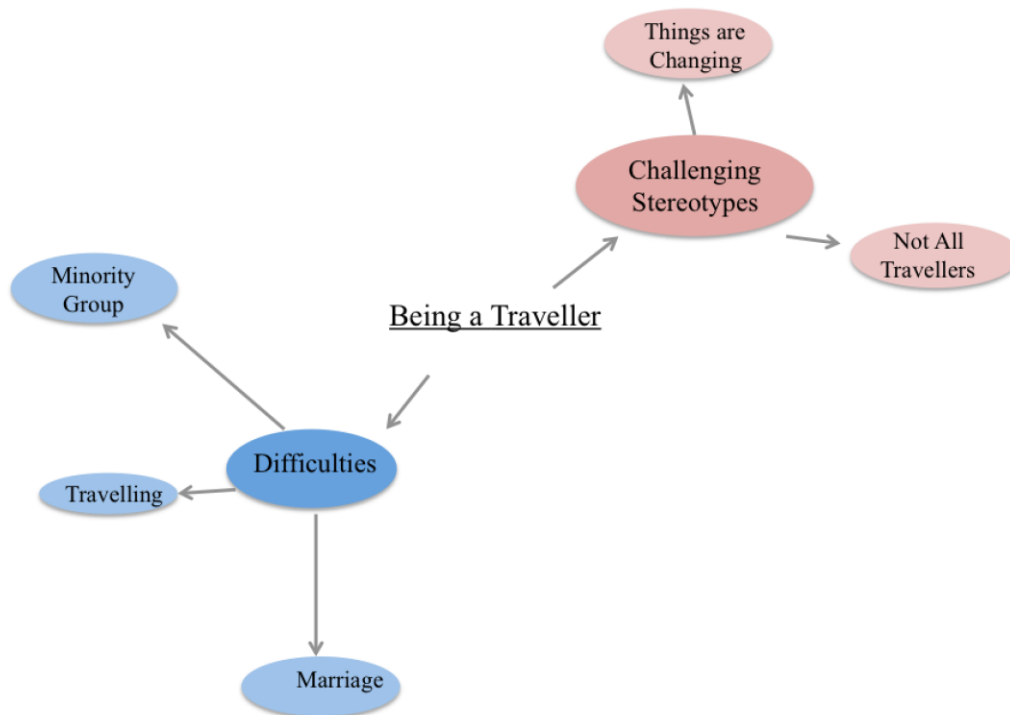 Things are
Changing
Challenging
Stereotypes
Not All
Travellers
Minority
Group
Being a Traveller
Difficulties
Travelling
Marriage